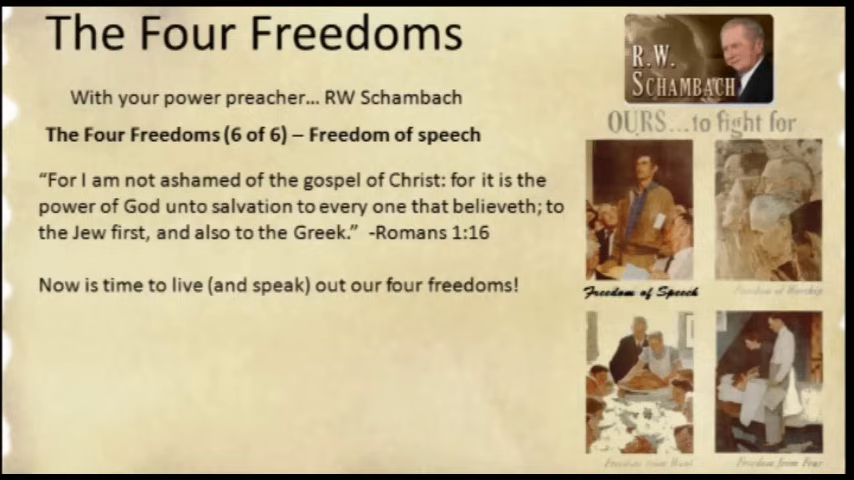 The Four Freedoms
With your power preacher... RW Schambach
The Four Freedoms (6 of 6) – Freedom of speech
“For I am not ashamed of the gospel of Christ: for it is the
power of God unto salvation to every one that believeth; to
the Jew first, and also to the Greek.” -Romans 1:16
Now is time to live (and speak) out our four freedoms!
R.W.
SCHAMBACH
OURS...to fight for
Freedom of Speech
Freedom of Worship
Freedom from Want
Freedom from Fear